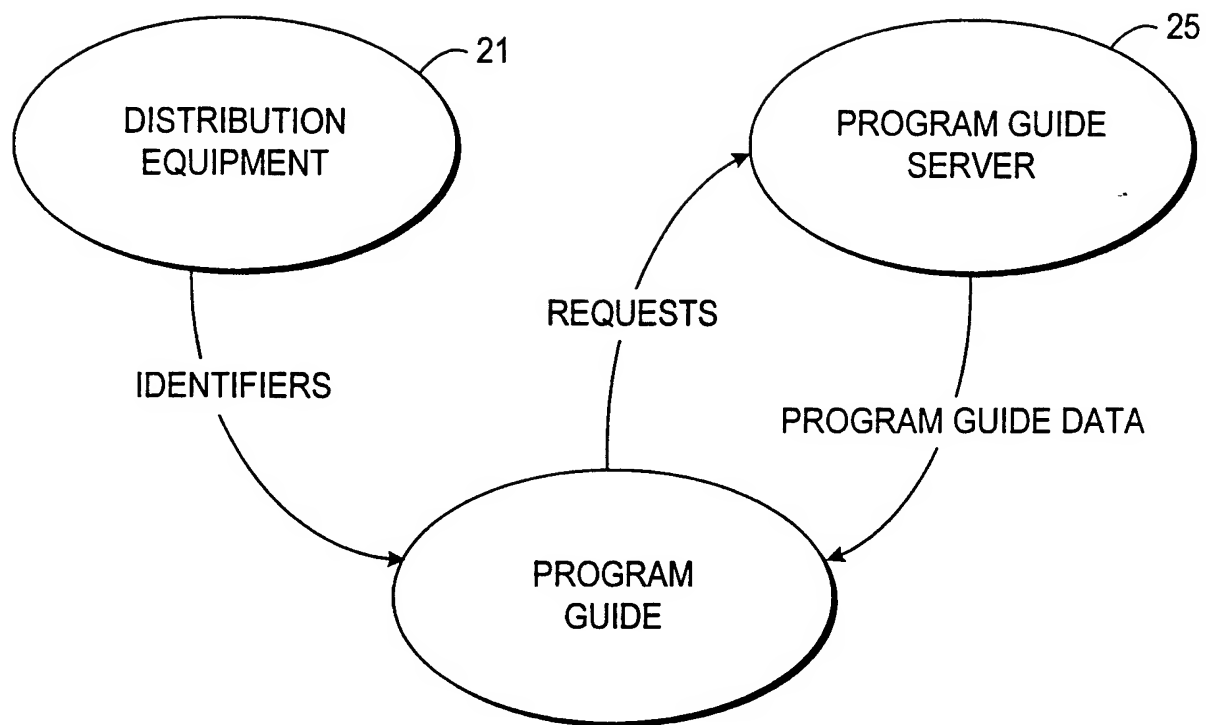 21
25
DISTRIBUTION
EQUIPMENT
PROGRAM GUIDE
SERVER
REQUESTS
IDENTIFIERS
PROGRAM GUIDE DATA
PROGRAM
GUIDE